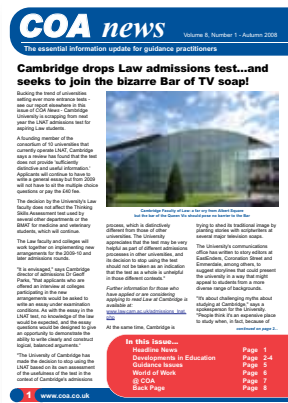 COA news
Volume 8, Number 1 - Autumn 2008
The essential information update for guidance practitioners
Cambridge drops Law admissions test...and
seeks to join the bizarre Bar of TV soap!
Bucking the trend of universities
setting ever more entrance tests -
see our report elsewhere in this
issue of COA News - Cambridge
University is scrapping from next
year the LNAT admissions test for
aspiring Law students.
A founding member of the
consortium of 10 universities that
currently operate LNAT, Cambridge
says a review has found that the test
does not provide 'sufficiently
distinctive and useful information.'
Applicants will continue to have to
write a general essay but from 2009
will not have to sit the multiple choice
questions or pay the £40 fee.
The decision by the University's Law
faculty does not affect the Thinking
Skills Assessment test used by
several other departments or the
BMAT for medicine and veterinary
students, which will continue.
The Law faculty and colleges will
work together on implementing new
arrangements for the 2009-10 and
later admissions rounds.
"It is envisaged," says Cambridge
director of admissions Dr Geoff
Parks, "that applicants who are
offered an interview at colleges
participating in the new
arrangements would be asked to
write an essay under examination
conditions. As with the essay in the
LNAT test, no knowledge of the law
would be expected, and the essay
questions would be designed to give
an opportunity to demonstrate the
ability to write clearly and construct
logical, balanced arguments."
"The University of Cambridge has
made the decision to stop using the
LNAT based on its own assessment
of the usefulness of the test in the
context of Cambridge's admissions
Cambridge Faculty of Law: a far cry from Albert Square
but the bar of the Queen Vic should prove no barrier to the Bar
process, which is distinctively
different from those of other
universities. The University
appreciates that the test may be very
helpful as part of different admissions
processes in other universities, and
its decision to stop using the test
should not be taken as an indication
that the test as a whole is unhelpful
in those different contexts."
Further information for those who
have applied or are considering
applying to read Law at Cambridge is
available at:
At the same time, Cambridge is
trying to shed its traditional image by
planting stories with scriptwriters at
several major television soaps.
The University's communications
office has written to story editors at
EastEnders, Coronation Street and
Emmerdale, among others, to
suggest storylines that could present
the university in a way that might
appeal to students from a more
diverse range of backgrounds.
"It's about challenging myths about
studying at Cambridge," says a
spokesperson for the University.
"People think it's an expensive place
to study when, in fact, because of
continued on page 2..
In this issue...
Headline News Page 1
Developments in Education Page 2-4
Guidance Issues Page 5
World of Work Page 6
@ COA Page 7
Back Page Page 8
1 www.coa.co.uk